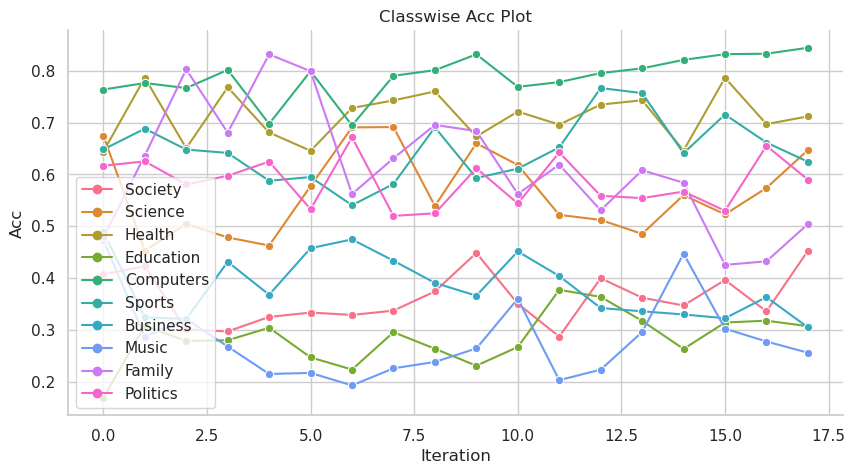 Classwise Acc Plot
Acc
0.8
0.7
0.6
0.5
0.4
0.3
0.2
Society
Science
Health
Education
Computers
Sports
Business
Music
Family
Politics
0.0 2.5 5.0 7.5 10.0 12.5 15.0 17.5
Iteration